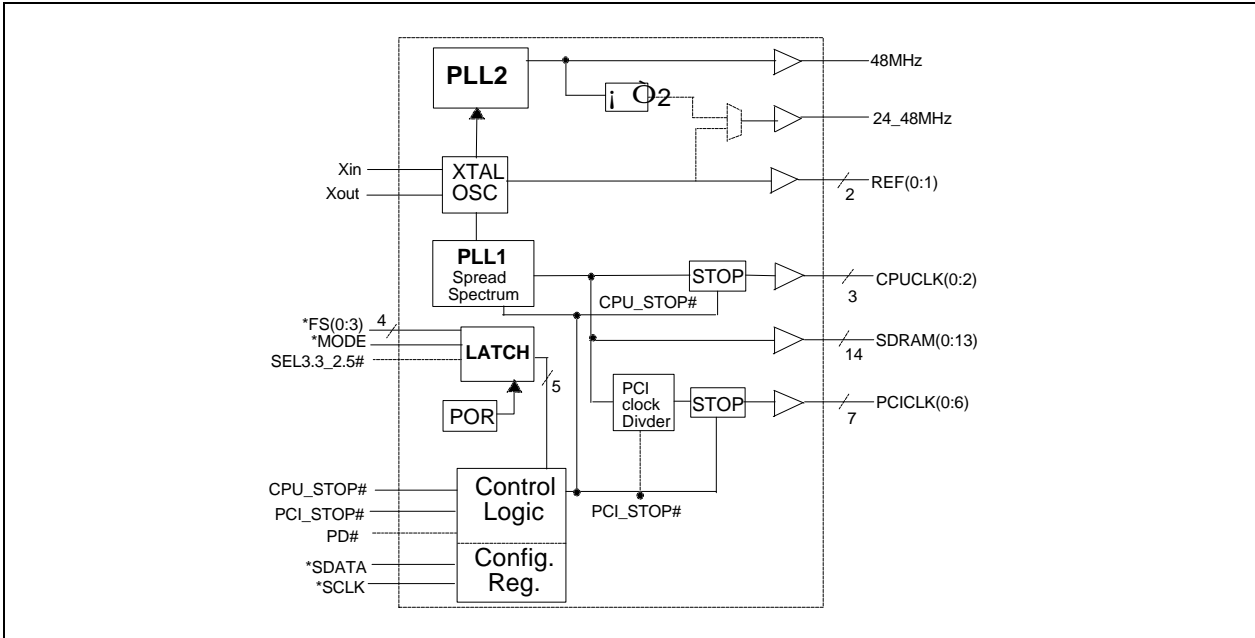 PLL2
48MHz
¡ Ò2
24_48MHz
Xin
Xout
XTAL
OSC
REF(0:1)
2
PLL1
Spread
Spectrum
STOP
CPUCLK(0:2)
3
CPU_STOP#
*FS(0:3)
4
*MODE
SEL3.3_2.5#
LATCH
5
SDRAM(0:13)
14
POR
PCI
clock
Divder
STOP
PCICLK(0:6)
7
CPU_STOP#
PCI_STOP#
PD#
Control
Logic
PCI_STOP#
*SDATA
*SCLK
Config.
Reg.